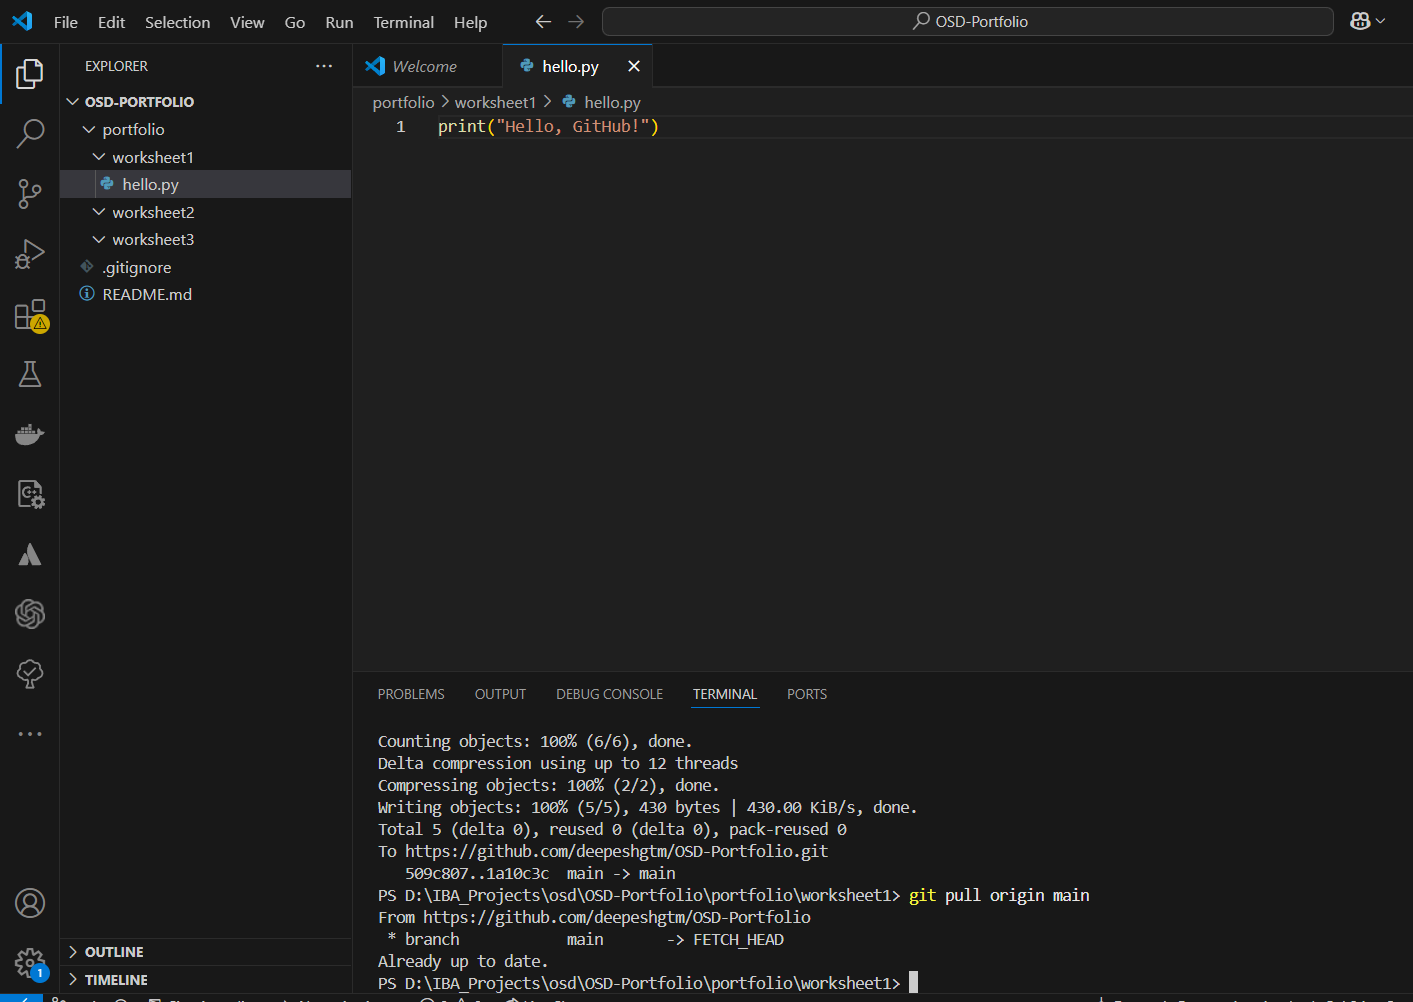 File Edit Selection View Go Run Terminal Help
OSD-Portfolio
EXPLORER
OSD-PORTFOLIO
portfolio
worksheet1
hello.py
worksheet2
worksheet3
.gitignore
README.md
OUTLINE
TIMELINE
1
Welcome
hello.py
portfolio > worksheet1 > hello.py
1 print("Hello, GitHub!")
PROBLEMS OUTPUT DEBUG CONSOLE TERMINAL PORTS
Counting objects: 100% (6/6), done.
Delta compression using up to 12 threads
Compressing objects: 100% (2/2), done.
Writing objects: 100% (5/5), 430 bytes | 430.00 KiB/s, done.
Total 5 (delta 0), reused 0 (delta 0), pack-reused 0
To https://github.com/deepeshgtm/OSD-Portfolio.git
   509c807..1a10c3c  main -> main
PS D:\IBA_Projects\osd\OSD-Portfolio\portfolio\worksheet1> git pull origin main
From https://github.com/deepeshgtm/OSD-Portfolio
 * branch            main       -> FETCH_HEAD
Already up to date.
PS D:\IBA_Projects\osd\OSD-Portfolio\portfolio\worksheet1>